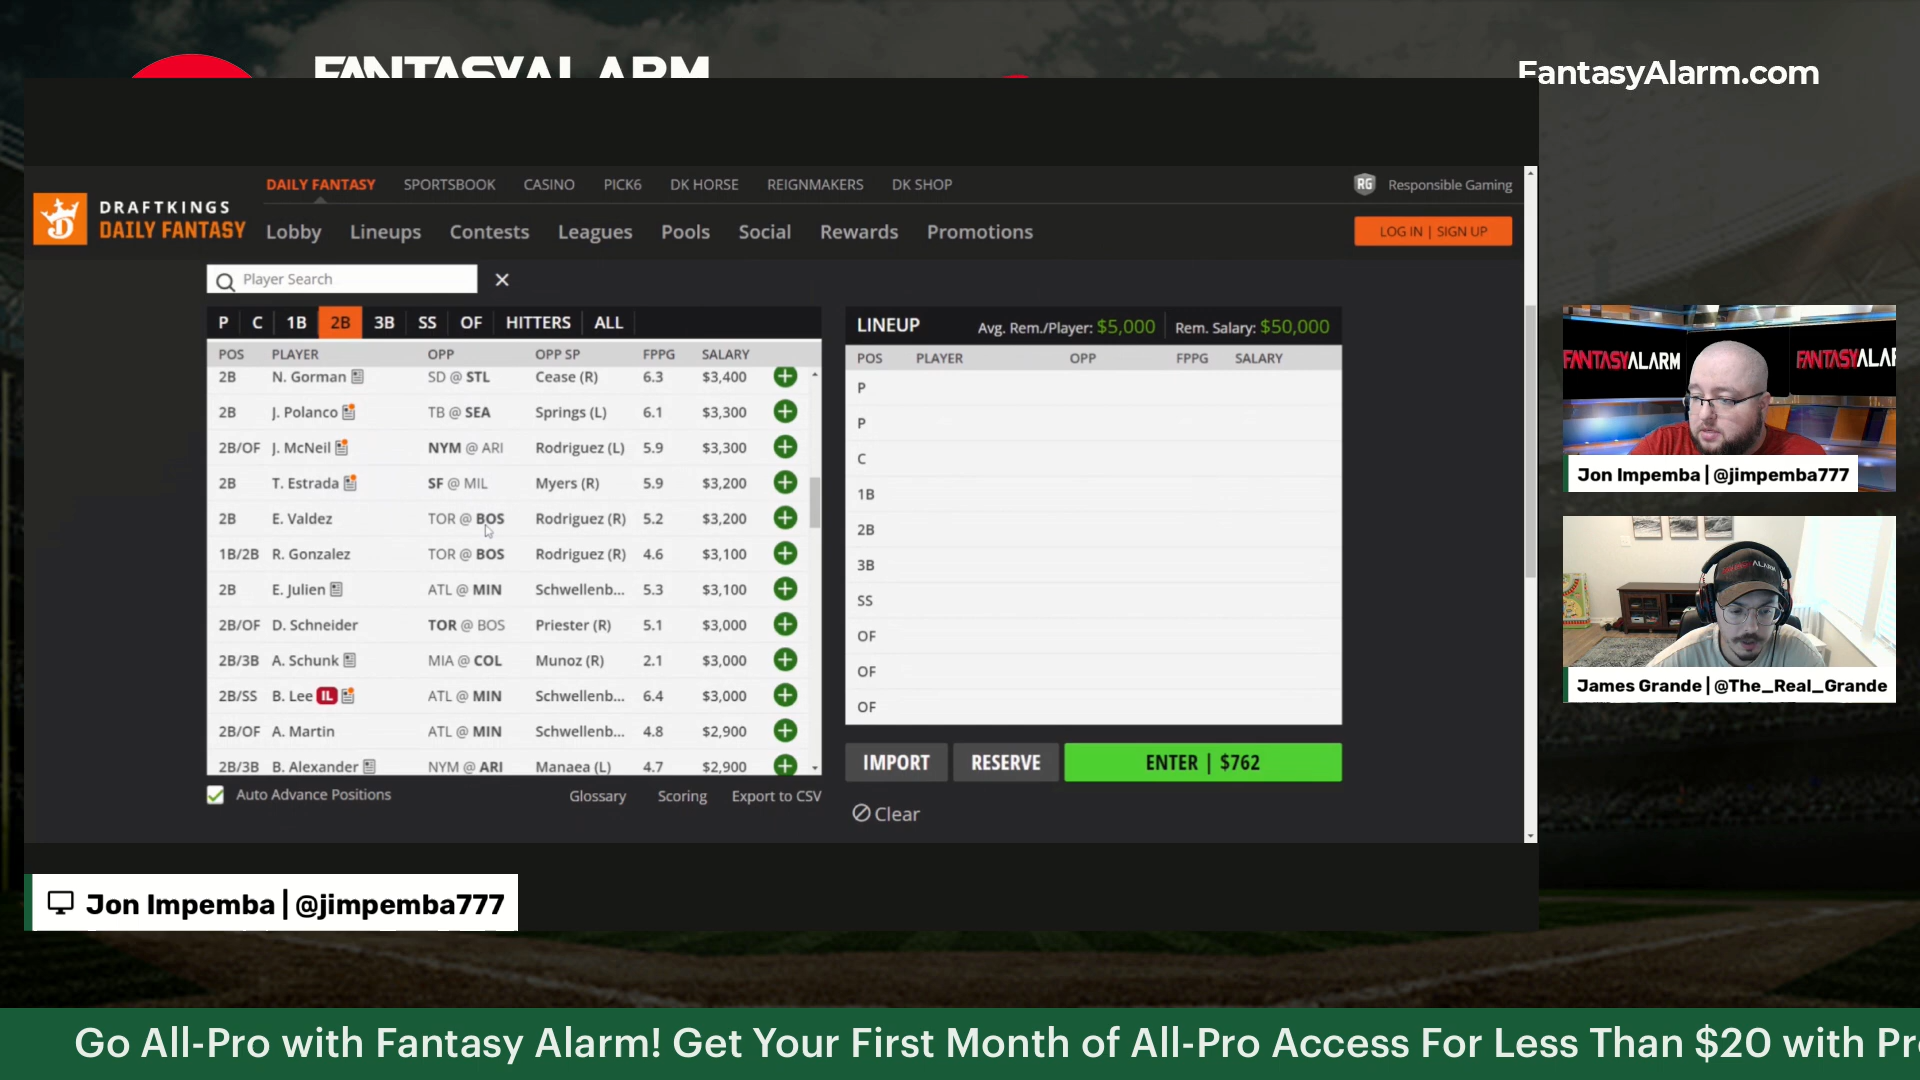 FANTASYALARM
FantasyAlarm.com
DRAFTKINGS
DAILY FANTASY
DAILY FANTASY SPORTSBOOK CASINO PICK6 DK HORSE REIGNMAKERS DK SHOP
RG Responsible Gaming
Lobby Lineups Contests Leagues Pools Social Rewards Promotions
LOG IN | SIGN UP
Player Search
P C 1B 2B 3B SS OF HITTERS ALL
POS PLAYER OPP OPP SP FPPG SALARY
2B N. Gorman SD @ STL Cease (R) 6.3 $3,400
2B J. Polanco TB @ SEA Springs (L) 6.1 $3,300
2B/OF J. McNeil NYM @ ARI Rodriguez (L) 5.9 $3,300
2B T. Estrada SF @ MIL Myers (R) 5.9 $3,200
2B E. Valdez TOR @ BOS Rodriguez (R) 5.2 $3,200
1B/2B R. Gonzalez TOR @ BOS Rodriguez (R) 4.6 $3,100
2B E. Julien ATL @ MIN Schwellenb... 5.3 $3,100
2B/OF D. Schneider TOR @ BOS Priester (R) 5.1 $3,000
2B/3B A. Schunk MIA @ COL Munoz (R) 2.1 $3,000
2B/SS B. Lee IL ATL @ MIN Schwellenb... 6.4 $3,000
2B/OF A. Martin ATL @ MIN Schwellenb... 4.8 $2,900
2B/3B B. Alexander NYM @ ARI Manaea (L) 4.7 $2,900
Auto Advance Positions
Glossary Scoring Export to CSV
LINEUP Avg. Rem./Player: $5,000 Rem. Salary: $50,000
POS PLAYER OPP FPPG SALARY
P
P
C
1B
2B
3B
SS
OF
OF
OF
IMPORT RESERVE ENTER | $762
Clear
FANTASYALARM
FANTASYALAR
Jon Impemba | @jimpemba777
James Grande | @The_Real_Grande
Jon Impemba | @jimpemba777
Go All-Pro with Fantasy Alarm! Get Your First Month of All-Pro Access For Less Than $20 with Pr